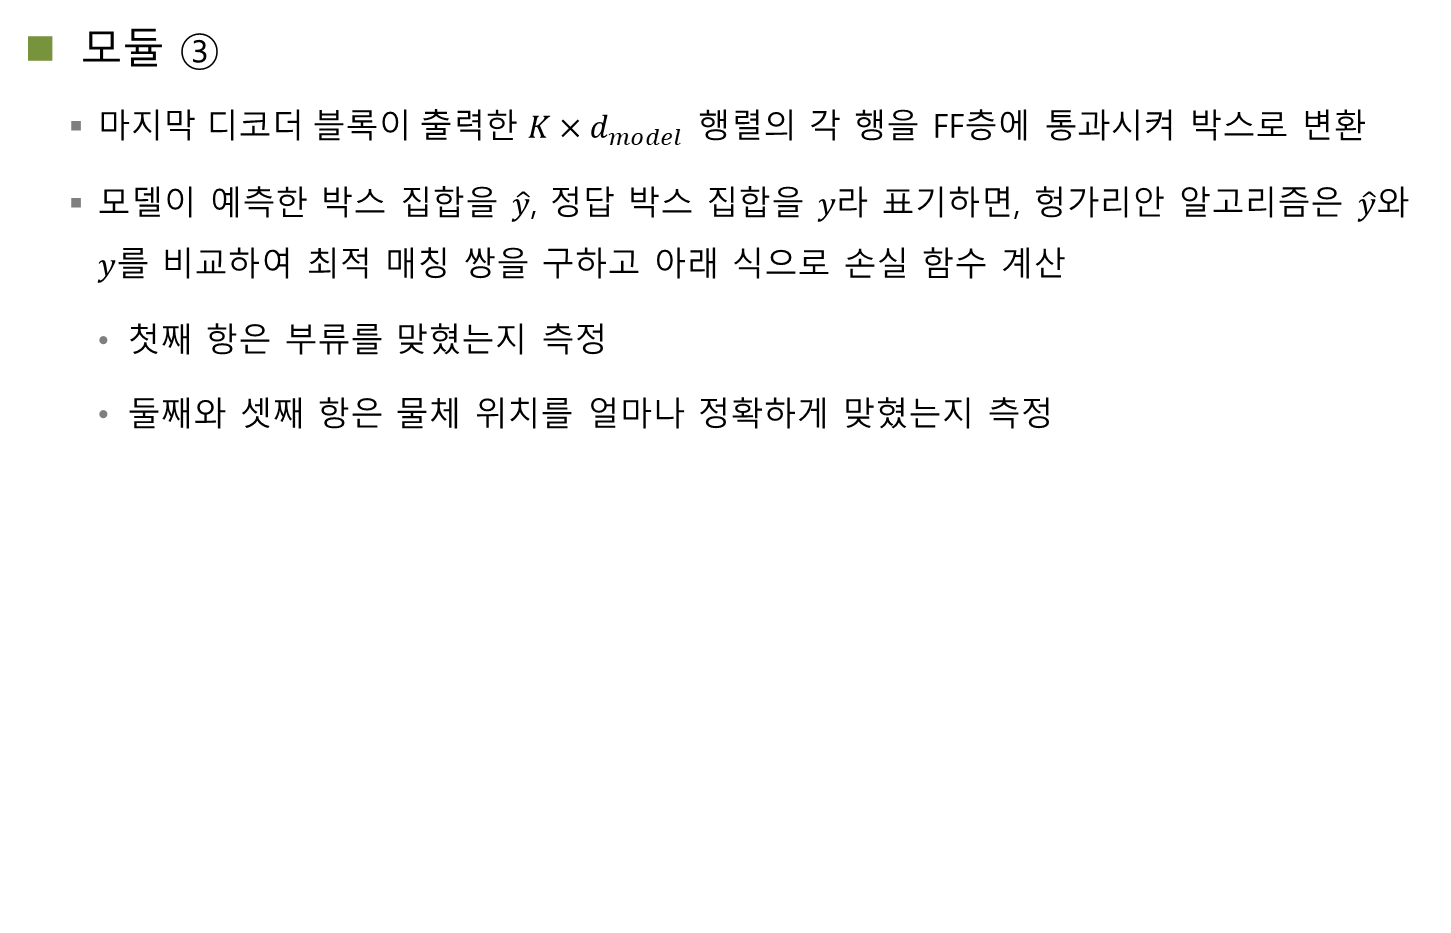 ■ 모듈 ③
▪ 마지막 디코더 블록이 출력한 K × d_model 행렬의 각 행을 FF층에 통과시켜 박스로 변환
▪ 모델이 예측한 박스 집합을 ŷ, 정답 박스 집합을 y라 표기하면, 헝가리안 알고리즘은 ŷ와
y를 비교하여 최적 매칭 쌍을 구하고 아래 식으로 손실 함수 계산
• 첫째 항은 부류를 맞혔는지 측정
• 둘째와 셋째 항은 물체 위치를 얼마나 정확하게 맞혔는지 측정